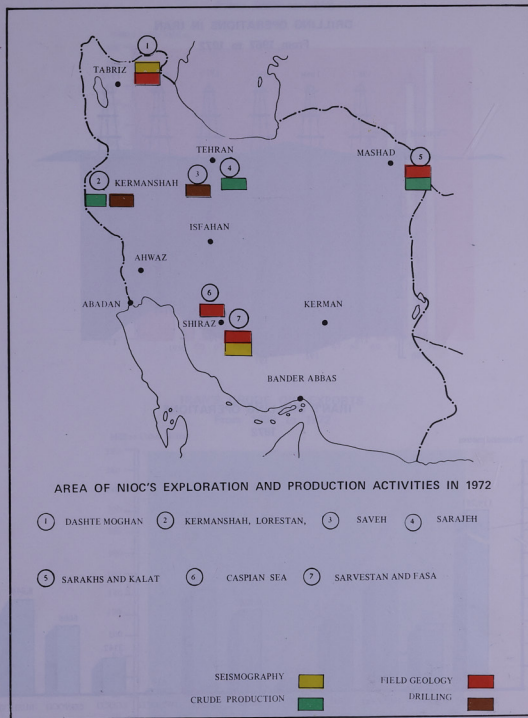 1
TABRIZ
TEHRAN
MASHAD
5
4
3
2
KERMANSHAH
ISFAHAN
AHWAZ
6
ABADAN
SHIRAZ
7
KERMAN
BANDER ABBAS
AREA OF NIOC'S EXPLORATION AND PRODUCTION ACTIVITIES IN 1972
1 DASHTE MOGHAN 2 KERMANSHAH, LORESTAN, 3 SAVEH 4 SARAJEH
5 SARAKHS AND KALAT 6 CASPIAN SEA 7 SARVESTAN AND FASA
SEISMOGRAPHY FIELD GEOLOGY
CRUDE PRODUCTION DRILLING